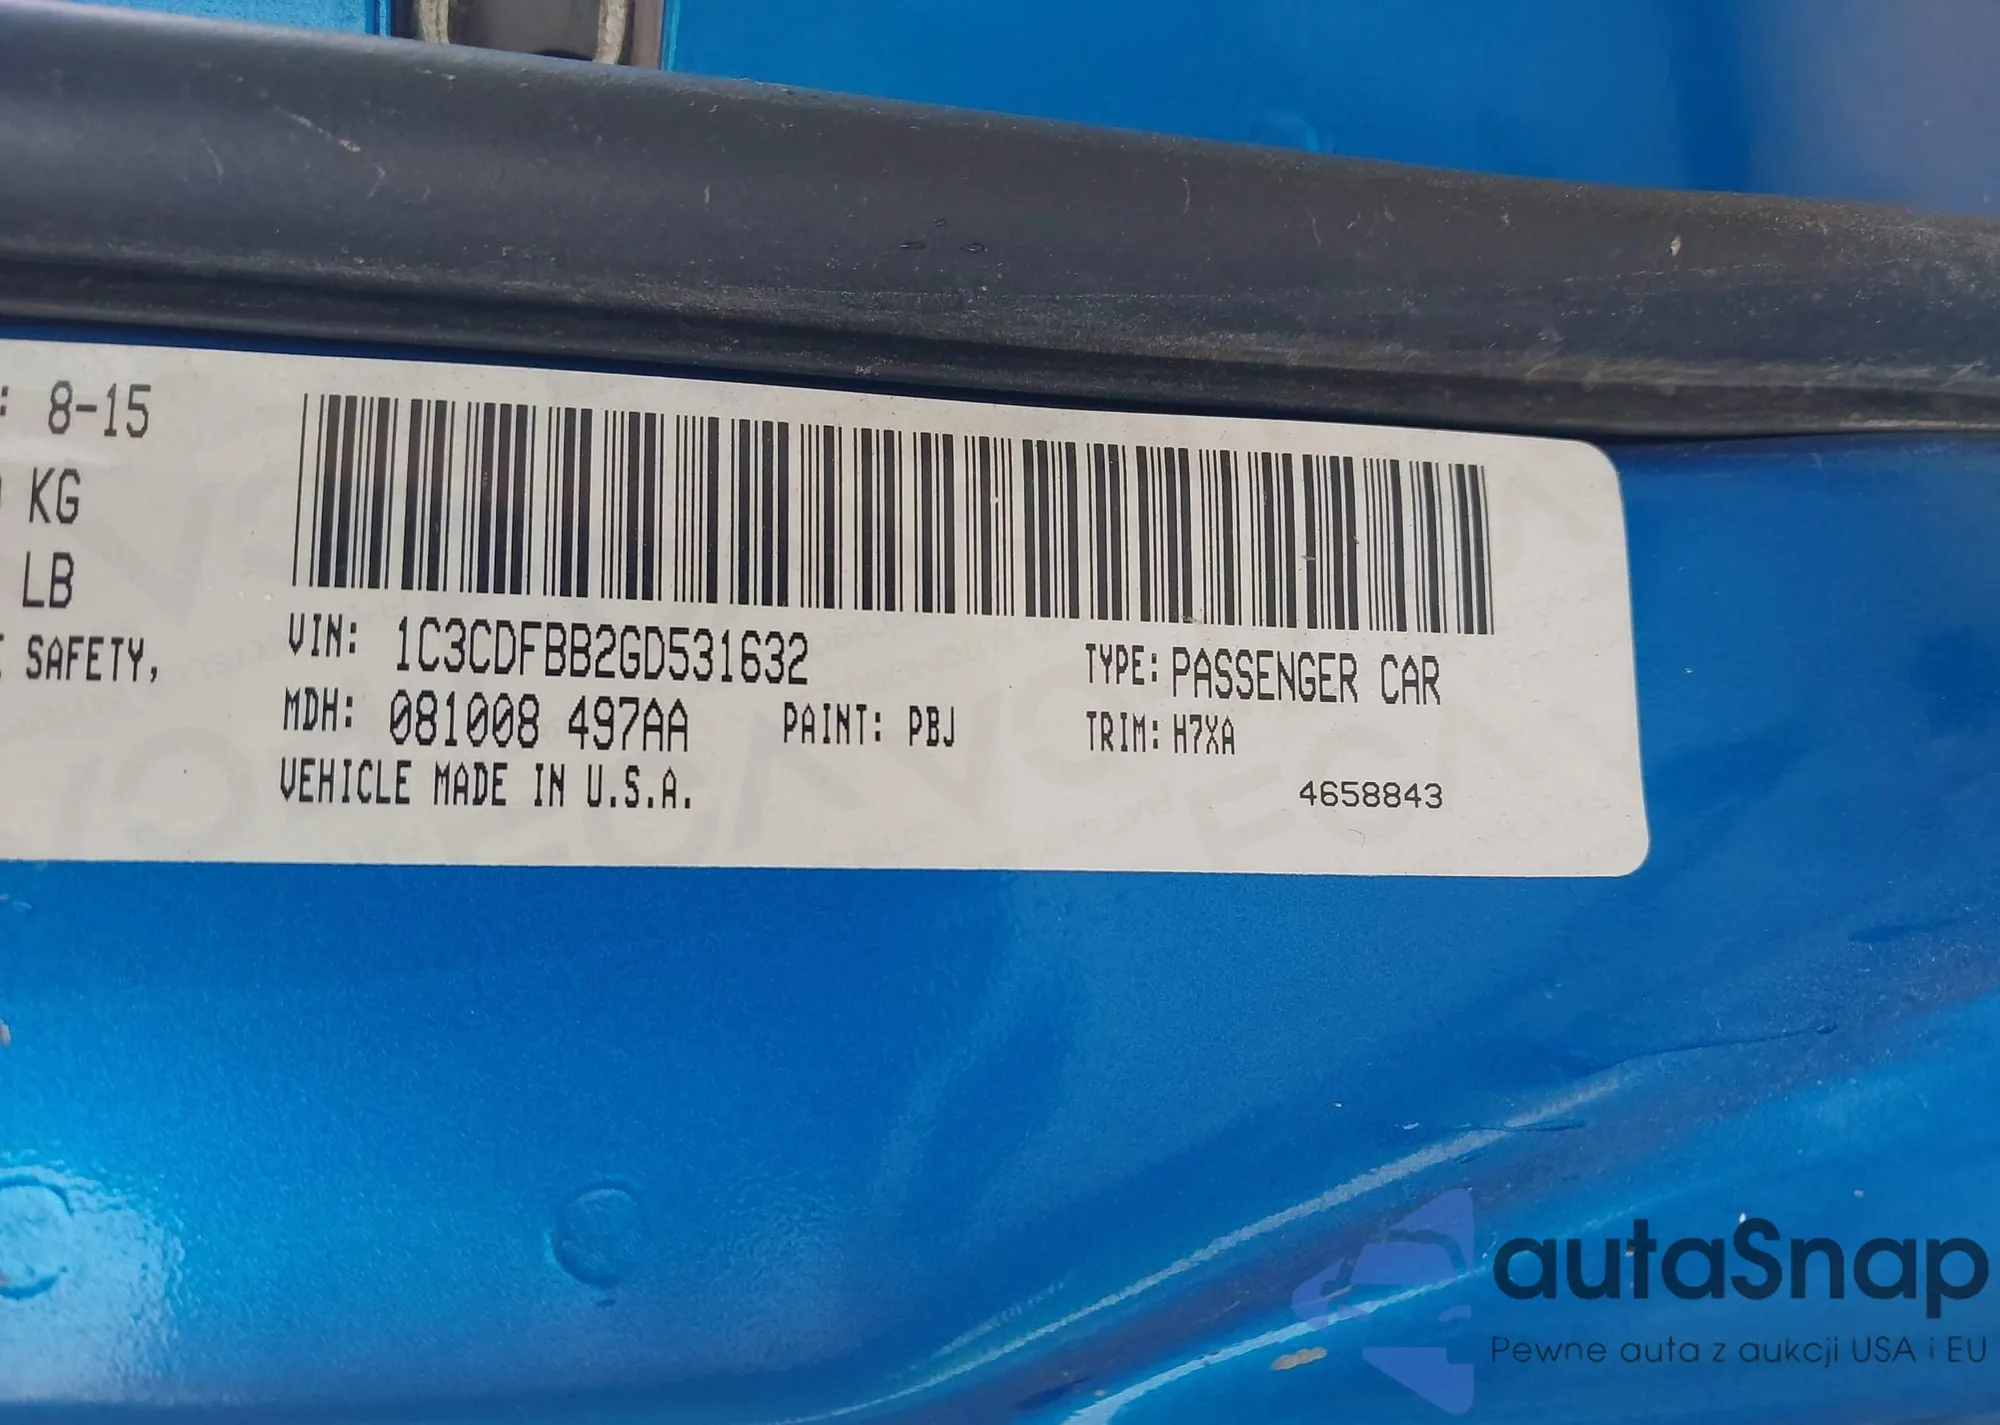 : 8-15
KG
LB
SAFETY,
VIN: 1C3CDFBB2GD531632
TYPE: PASSENGER CAR
MDH: 081008 497AA
PAINT: PBJ
TRIM: H7XA
VEHICLE MADE IN U.S.A.
4658843
autaSnap
Pewne auta z aukcji USA i EU